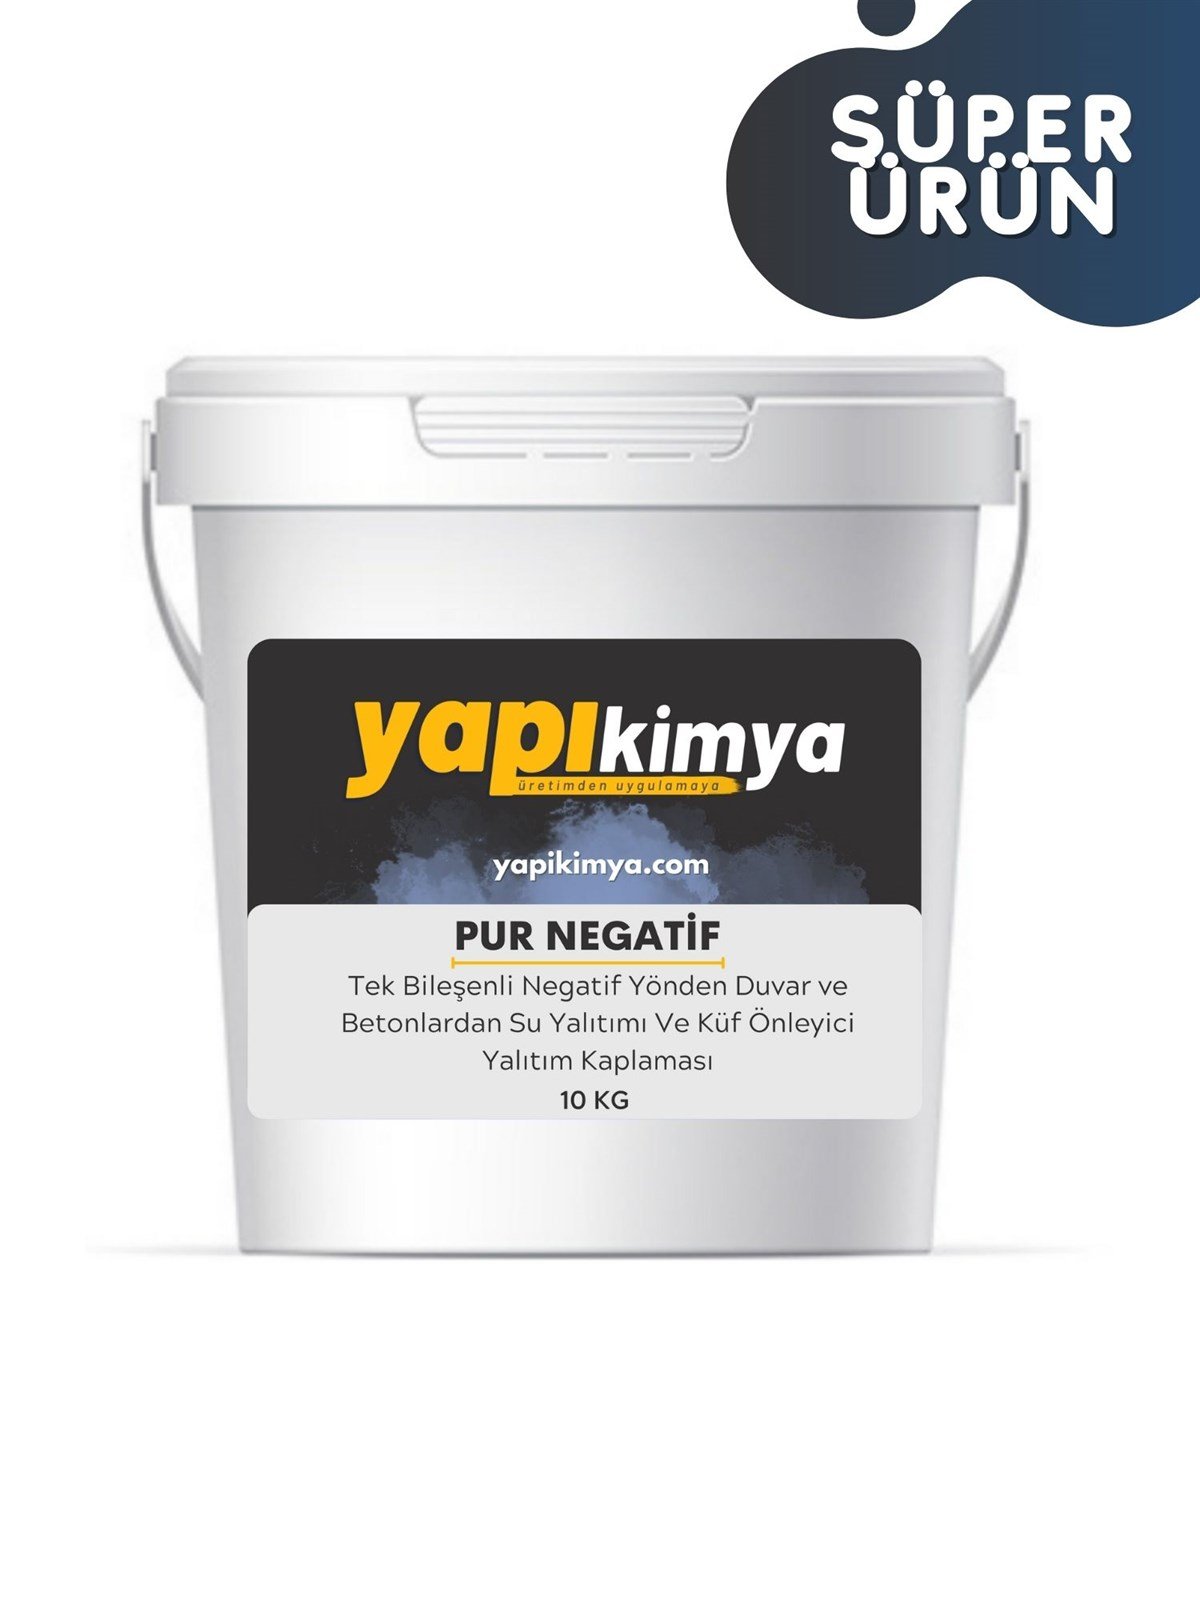 SÜPER
ÜRÜN
yapıkimya
üretimden uygulamaya
yapikimya.com
PUR NEGATİF
Tek Bileşenli Negatif Yönden Duvar ve
Betonlardan Su Yalıtımı Ve Küf Önleyici
Yalıtım Kaplaması
10 KG